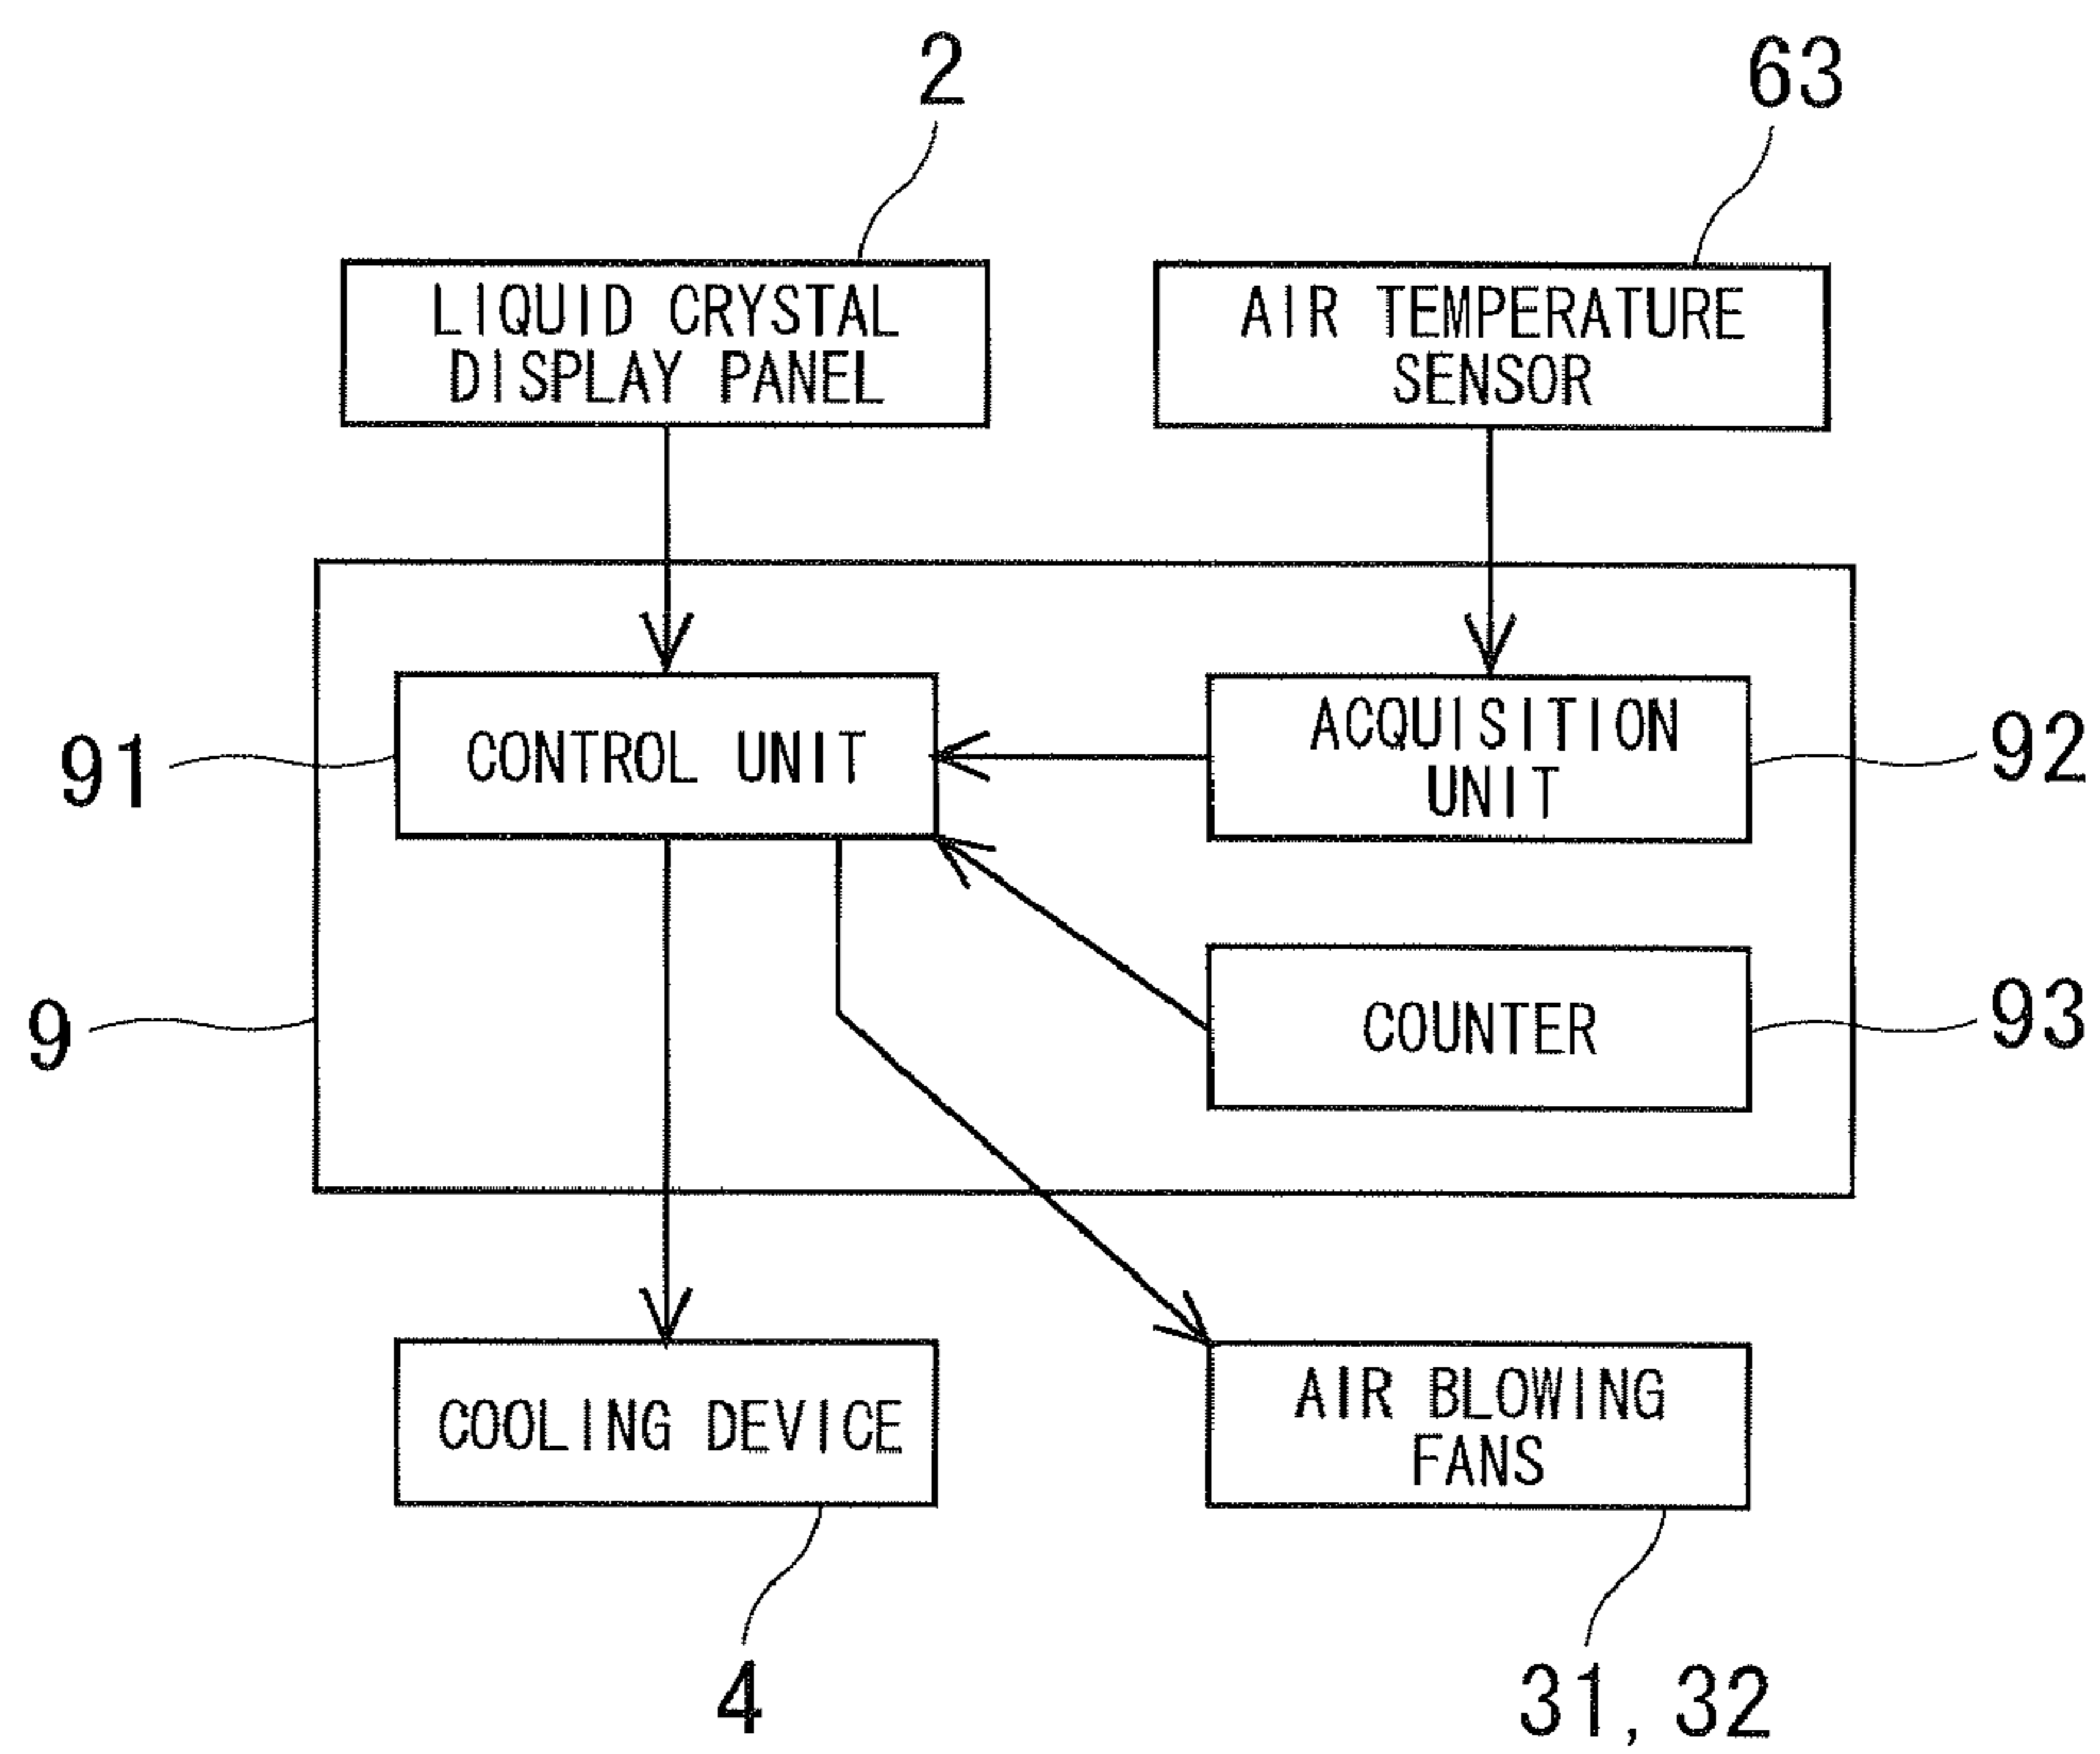 2
63
LIQUID CRYSTAL
DISPLAY PANEL
AIR TEMPERATURE
SENSOR
91
CONTROL UNIT
ACQUISITION
UNIT
92
9
COUNTER
93
COOLING DEVICE
AIR BLOWING
FANS
4
31, 32